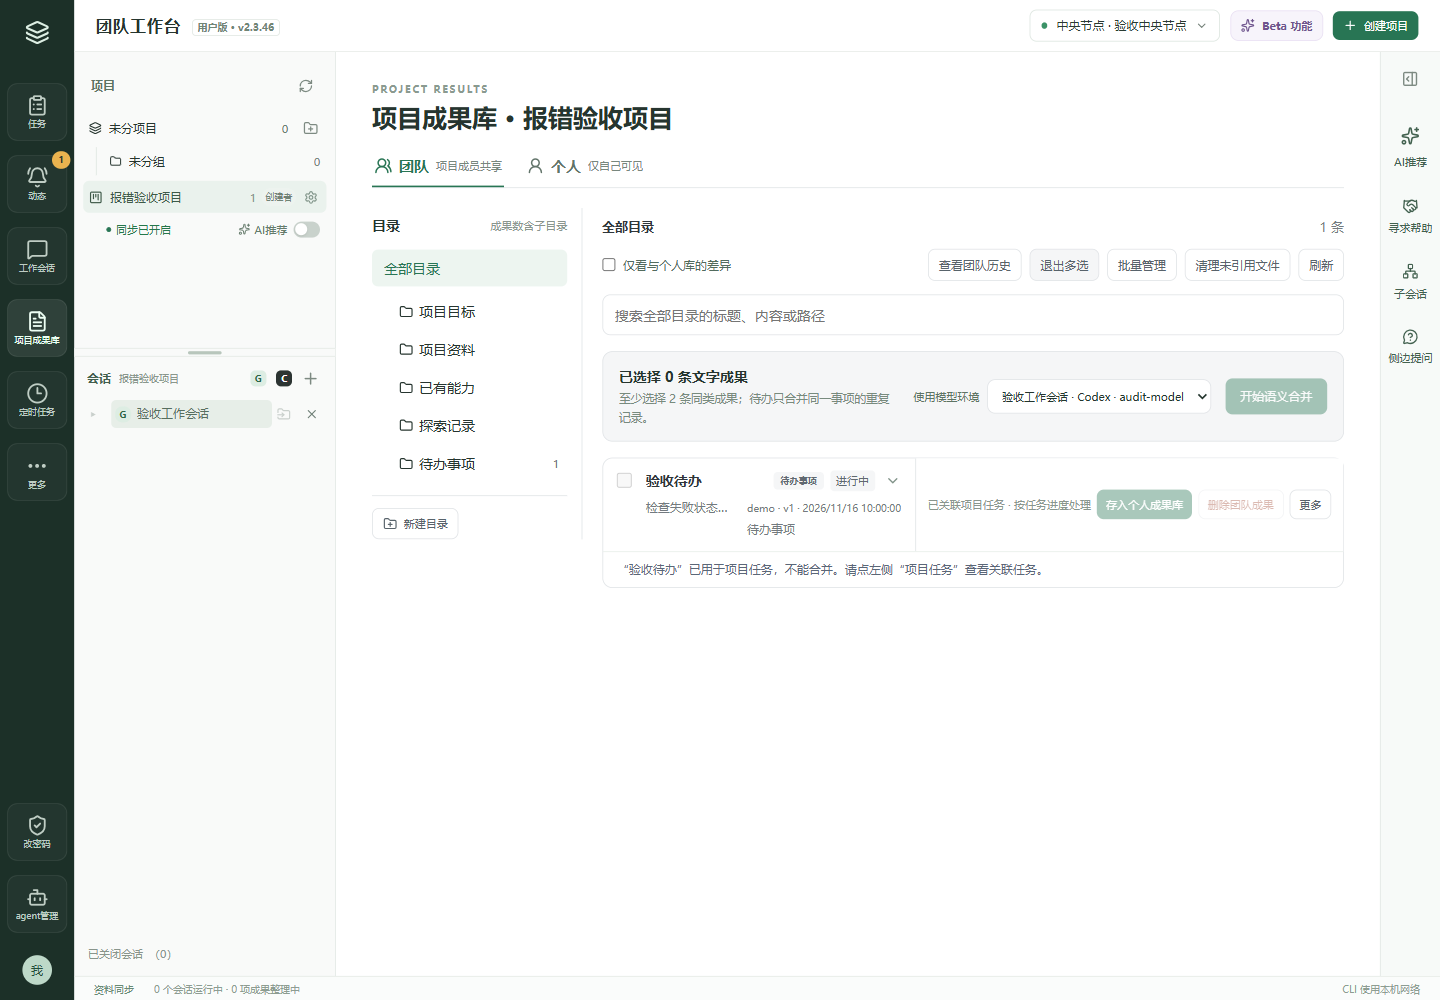 团队工作台
用户版 • v2.3.46
中央节点 · 验收中央节点
Beta 功能
创建项目
任务
1
动态
工作会话
项目成果库
定时任务
更多
改密码
agent管理
我
项目
未分项目 0
未分组 0
报错验收项目 1 创建者
同步已开启 AI推荐
会话 报错验收项目 G C
G 验收工作会话
已关闭会话 (0)
PROJECT RESULTS
项目成果库 • 报错验收项目
团队 项目成员共享
个人 仅自己可见
目录 成果数含子目录
全部目录
项目目标
项目资料
已有能力
探索记录
待办事项 1
新建目录
全部目录 1 条
仅看与个人库的差异
查看团队历史 退出多选 批量管理 清理未引用文件 刷新
搜索全部目录的标题、内容或路径
已选择 0 条文字成果
至少选择 2 条同类成果；待办只合并同一事项的重复
记录。
使用模型环境 验收工作会话 · Codex · audit-model
开始语义合并
验收待办 待办事项 进行中
检查失败状态... demo · v1 · 2026/11/16 10:00:00
待办事项
已关联项目任务 · 按任务进度处理 存入个人成果库 删除团队成果 更多
“验收待办”已用于项目任务，不能合并。请点左侧“项目任务”查看关联任务。
AI推荐
寻求帮助
子会话
侧边提问
资料同步 0 个会话运行中 · 0 项成果整理中
CLI 使用本机网络